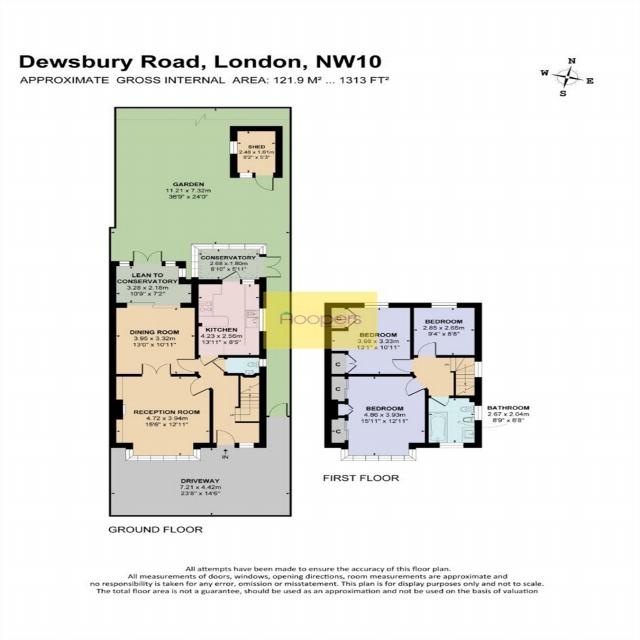 Dewsbury Road, London, NW10
APPROXIMATE GROSS INTERNAL AREA: 121.9 M² ... 1313 FT²
N
W
E
S
SHED
2.48 x 1.61m
8'2" x 5'3"
GARDEN
11.21 x 7.32m
36'9" x 24'0"
CONSERVATORY
2.68 x 1.80m
8'10" x 5'11"
LEAN TO
CONSERVATORY
3.28 x 2.18m
10'9" x 7'2"
KITCHEN
4.23 x 2.56m
13'11" x 8'5"
DINING ROOM
3.95 x 3.32m
13'0" x 10'11"
RECEPTION ROOM
4.72 x 3.94m
15'6" x 12'11"
IN
DRIVEWAY
7.21 x 4.42m
23'8" x 14'6"
GROUND FLOOR
Hoopers
BEDROOM
3.68 x 3.33m
12'1" x 10'11"
BEDROOM
2.85 x 2.65m
9'4" x 8'8"
C
C
C
BEDROOM
4.86 x 3.93m
15'11" x 12'11"
BATHROOM
2.67 x 2.04m
8'9" x 6'8"
FIRST FLOOR
All attempts have been made to ensure the accuracy of this floor plan.
All measurements of doors, windows, opening directions, room measurements are approximate and
no responsibility is taken for any error, omission or misstatement. This plan is for display purposes only and not to scale.
The total floor area is not a guarantee, should be used as an approximation and not be used on the basis of valuation